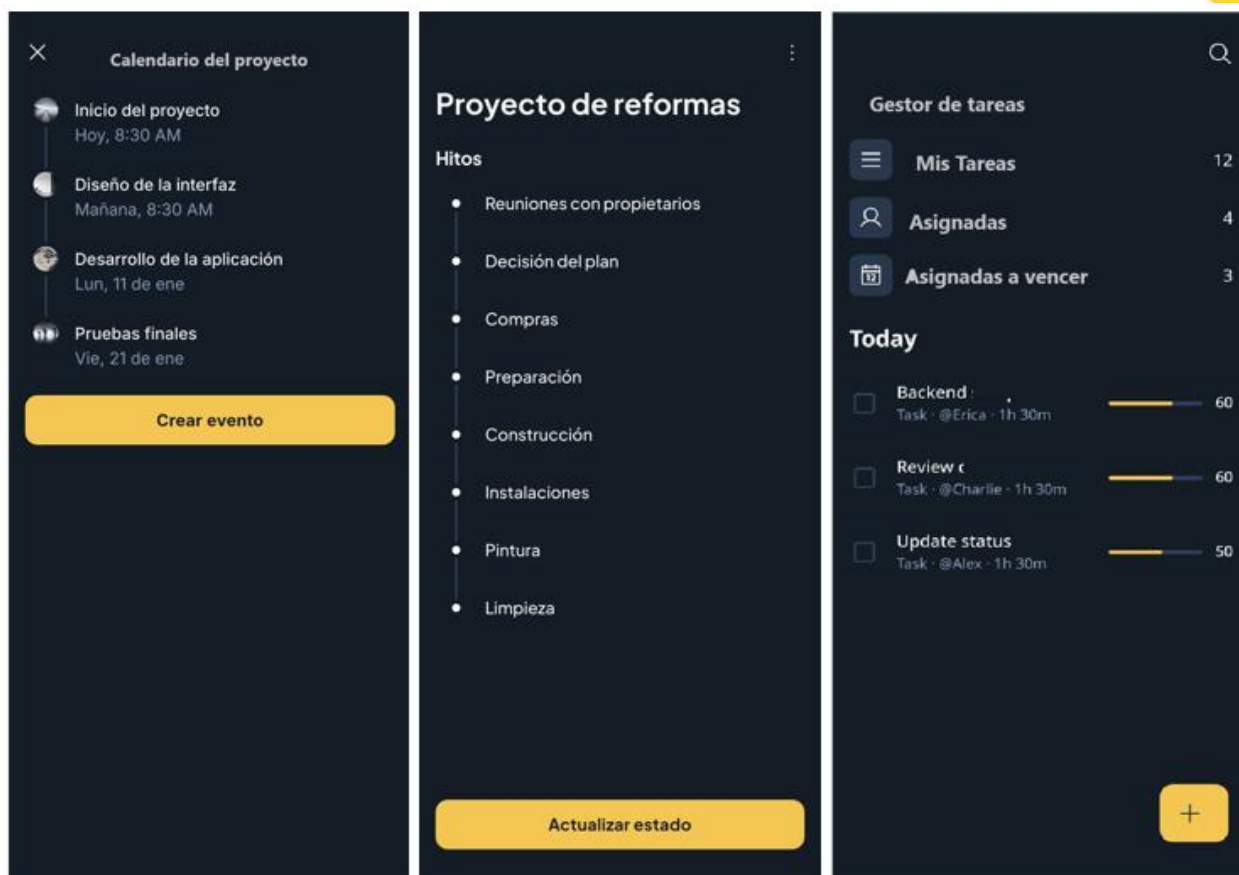 Calendario del proyecto
Inicio del proyecto
Hoy, 8:30 AM
Diseño de la interfaz
Mañana, 8:30 AM
Desarrollo de la aplicación
Lun, 11 de ene
Pruebas finales
Vie, 21 de ene
Crear evento
Proyecto de reformas
Hitos
Reuniones con propietarios
Decisión del plan
Compras
Preparación
Construcción
Instalaciones
Pintura
Limpieza
Actualizar estado
Gestor de tareas
Mis Tareas 12
Asignadas 4
12 Asignadas a vencer 3
Today
Backend 60
Task · @Erica · 1h 30m
Review 60
Task · @Charlie · 1h 30m
Update status 50
Task · @Alex · 1h 30m
+